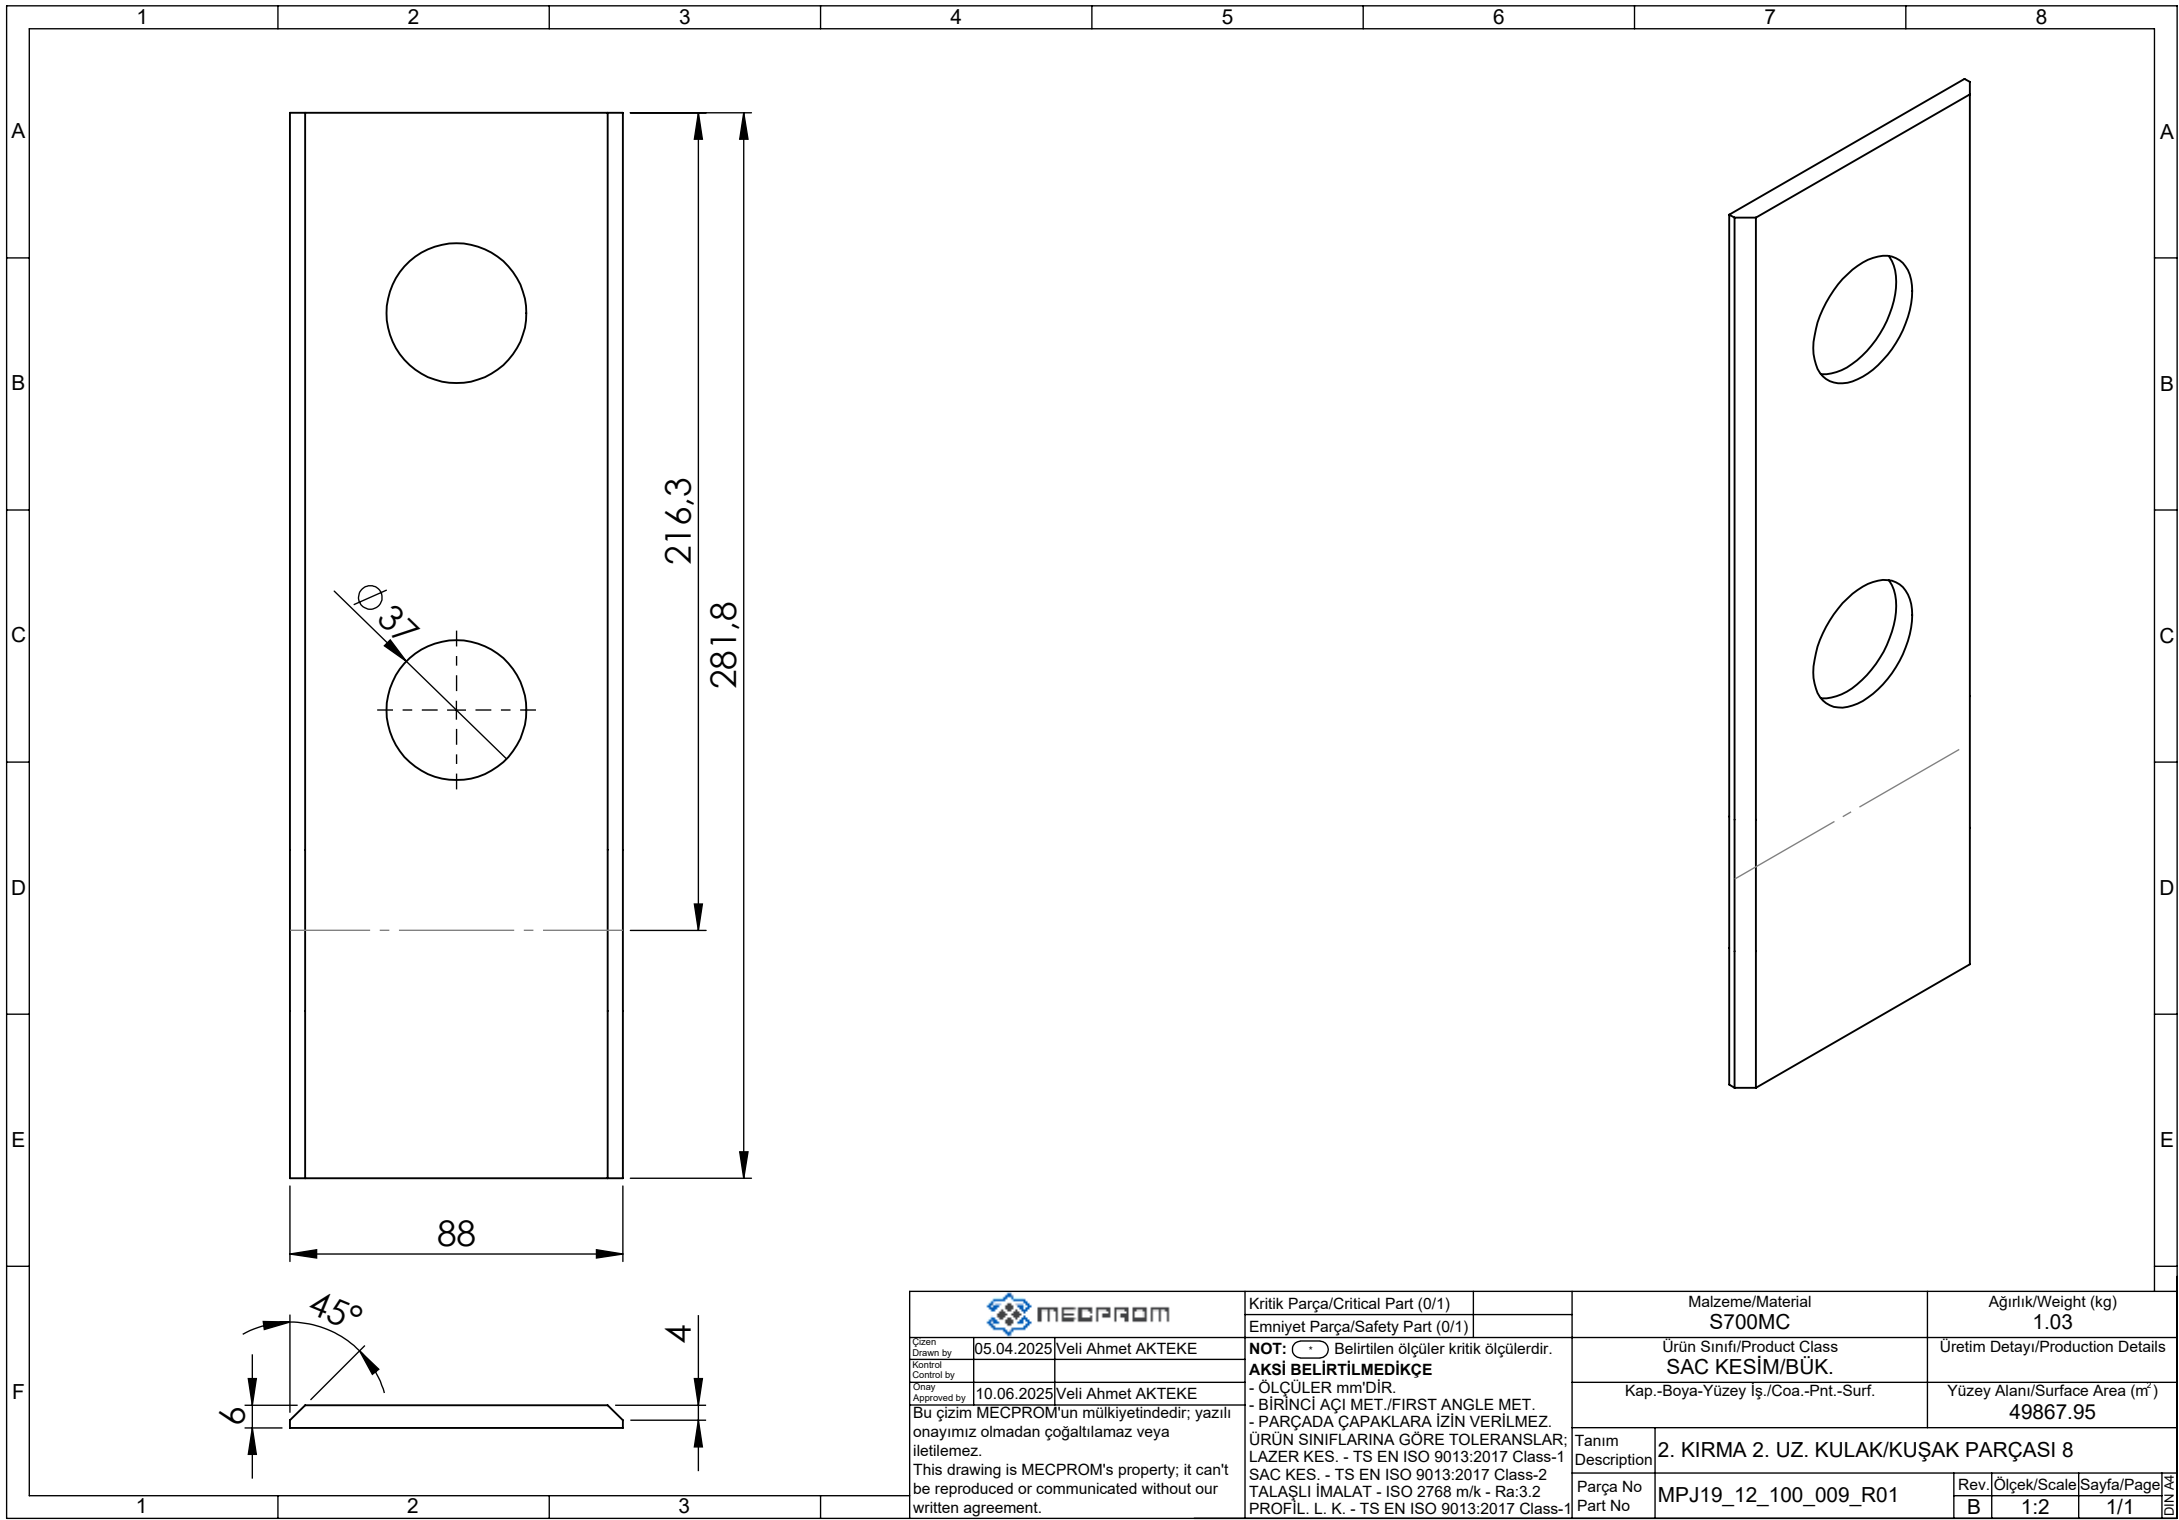 1 2 3 4 5 6 7 8
A A
B B
C C
D D
E E
F
216,3
281,8
∅37
88
45°
6
4
1 2 3
MECPROM
Çizen
Drawn by
05.04.2025 Veli Ahmet AKTEKE
Kontrol
Control by
Onay
Approved by
10.06.2025 Veli Ahmet AKTEKE
Bu çizim MECPROM'un mülkiyetindedir; yazılı
onayımız olmadan çoğaltılamaz veya
iletilemez.
This drawing is MECPROM's property; it can't
be reproduced or communicated without our
written agreement.
Kritik Parça/Critical Part (0/1)
Emniyet Parça/Safety Part (0/1)
NOT: * Belirtilen ölçüler kritik ölçülerdir.
AKSİ BELİRTİLMEDİKÇE
- ÖLÇÜLER mm'DİR.
- BİRİNCİ AÇI MET./FIRST ANGLE MET.
- PARÇADA ÇAPAKLARA İZİN VERİLMEZ.
ÜRÜN SINIFLARINA GÖRE TOLERANSLAR;
LAZER KES. - TS EN ISO 9013:2017 Class-1
SAC KES. - TS EN ISO 9013:2017 Class-2
TALAŞLI İMALAT - ISO 2768 m/k - Ra:3.2
PROFİL. L. K. - TS EN ISO 9013:2017 Class-1
Malzeme/Material
S700MC
Ağırlık/Weight (kg)
1.03
Ürün Sınıfı/Product Class
SAC KESİM/BÜK.
Üretim Detayı/Production Details
Kap.-Boya-Yüzey İş./Coa.-Pnt.-Surf.
Yüzey Alanı/Surface Area (m²)
49867.95
Tanım
Description
2. KIRMA 2. UZ. KULAK/KUŞAK PARÇASI 8
Parça No
Part No
MPJ19_12_100_009_R01
Rev. Ölçek/Scale Sayfa/Page
B 1:2 1/1
DIN A4